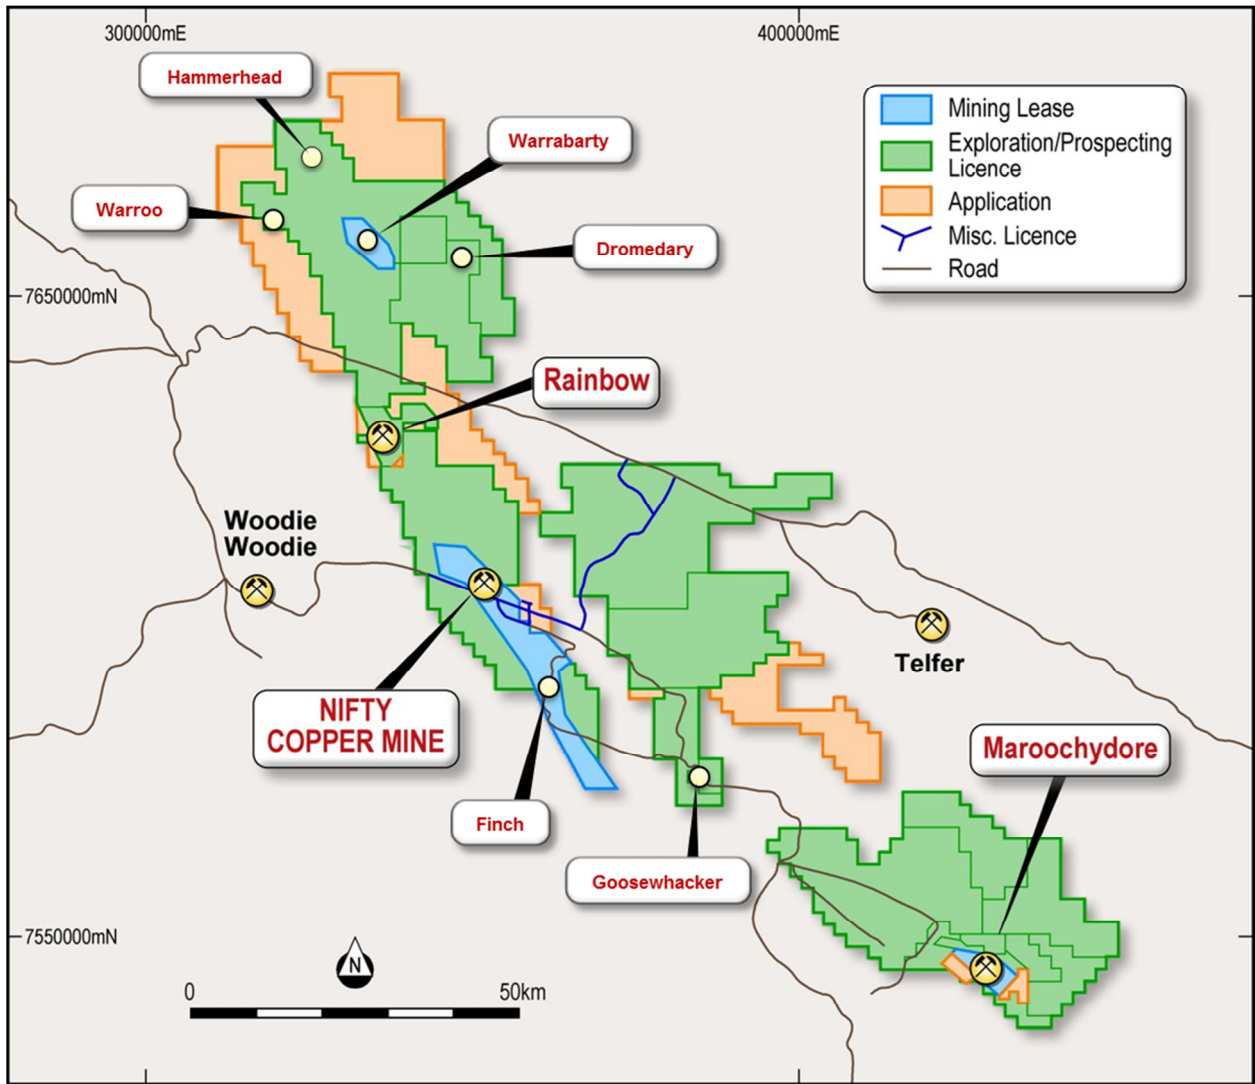 300000mE
400000mE
Hammerhead
Mining Lease
Exploration/Prospecting
Licence
Application
Misc. Licence
Road
Warrabarty
Warroo
Dromedary
7650000mN
Rainbow
Woodie
Woodie
Telfer
NIFTY
COPPER MINE
Maroochydore
Finch
Goosewhacker
7550000mN
N
0
50km